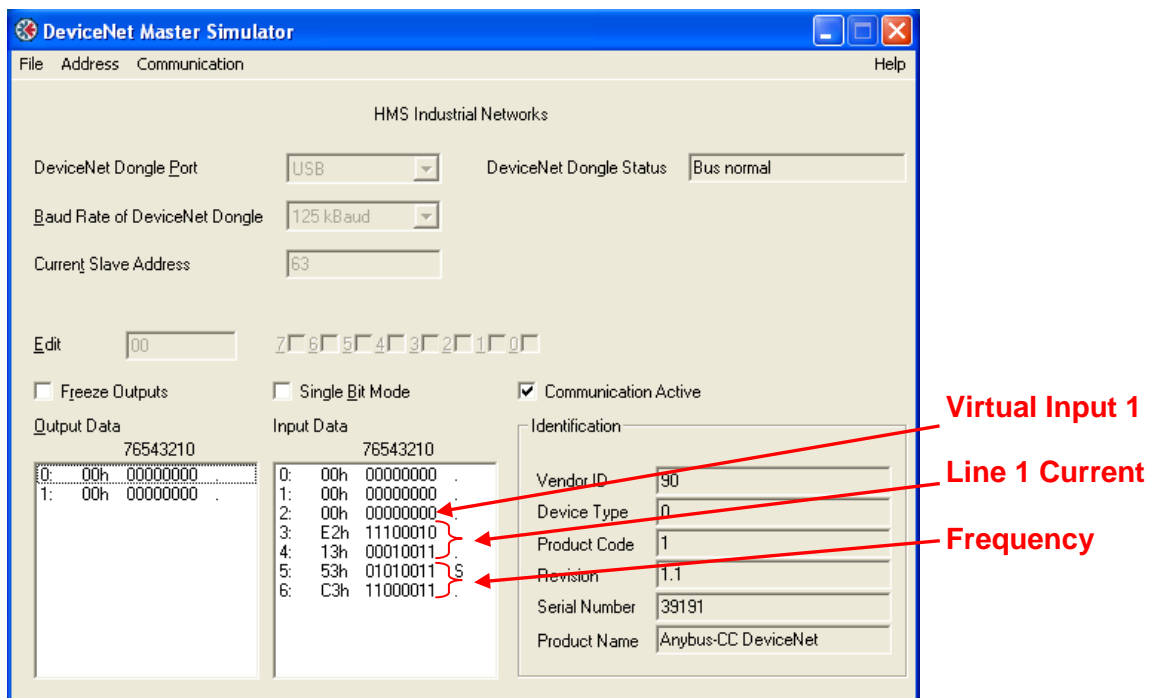 DeviceNet Master Simulator
File Address Communication Help
HMS Industrial Networks
DeviceNet Dongle Port USB DeviceNet Dongle Status Bus normal
Baud Rate of DeviceNet Dongle 125 kBaud
Current Slave Address 63
Edit 00 7 6 5 4 3 2 1 0
Freeze Outputs Single Bit Mode Communication Active
Output Data
76543210
0: 00h 00000000 .
1: 00h 00000000 .
Input Data
76543210
0: 00h 00000000 .
1: 00h 00000000 .
2: 00h 00000000 .
3: E2h 11100010
4: 13h 00010011 .
5: 53h 01010011 S
6: C3h 11000011 .
Identification
Vendor ID 90
Device Type 0
Product Code 1
Revision 1.1
Serial Number 39191
Product Name Anybus-CC DeviceNet
Virtual Input 1
Line 1 Current
Frequency